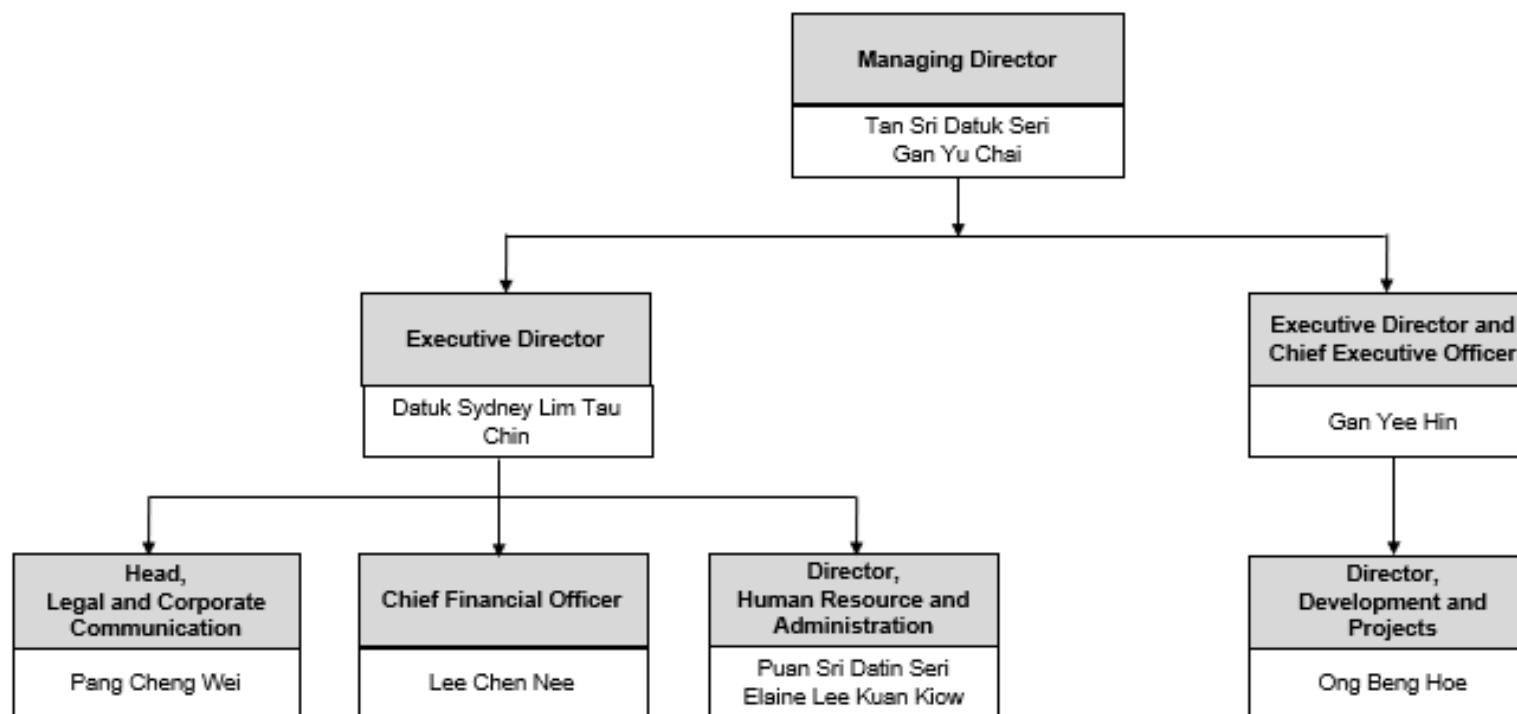 Managing Director
Tan Sri Datuk Seri
Gan Yu Chai
Executive Director
Datuk Sydney Lim Tau
Chin
Executive Director and
Chief Executive Officer
Gan Yee Hin
Head,
Legal and Corporate
Communication
Pang Cheng Wei
Chief Financial Officer
Lee Chen Nee
Director,
Human Resource and
Administration
Puan Sri Datin Seri
Elaine Lee Kuan Kiow
Director,
Development and
Projects
Ong Beng Hoe